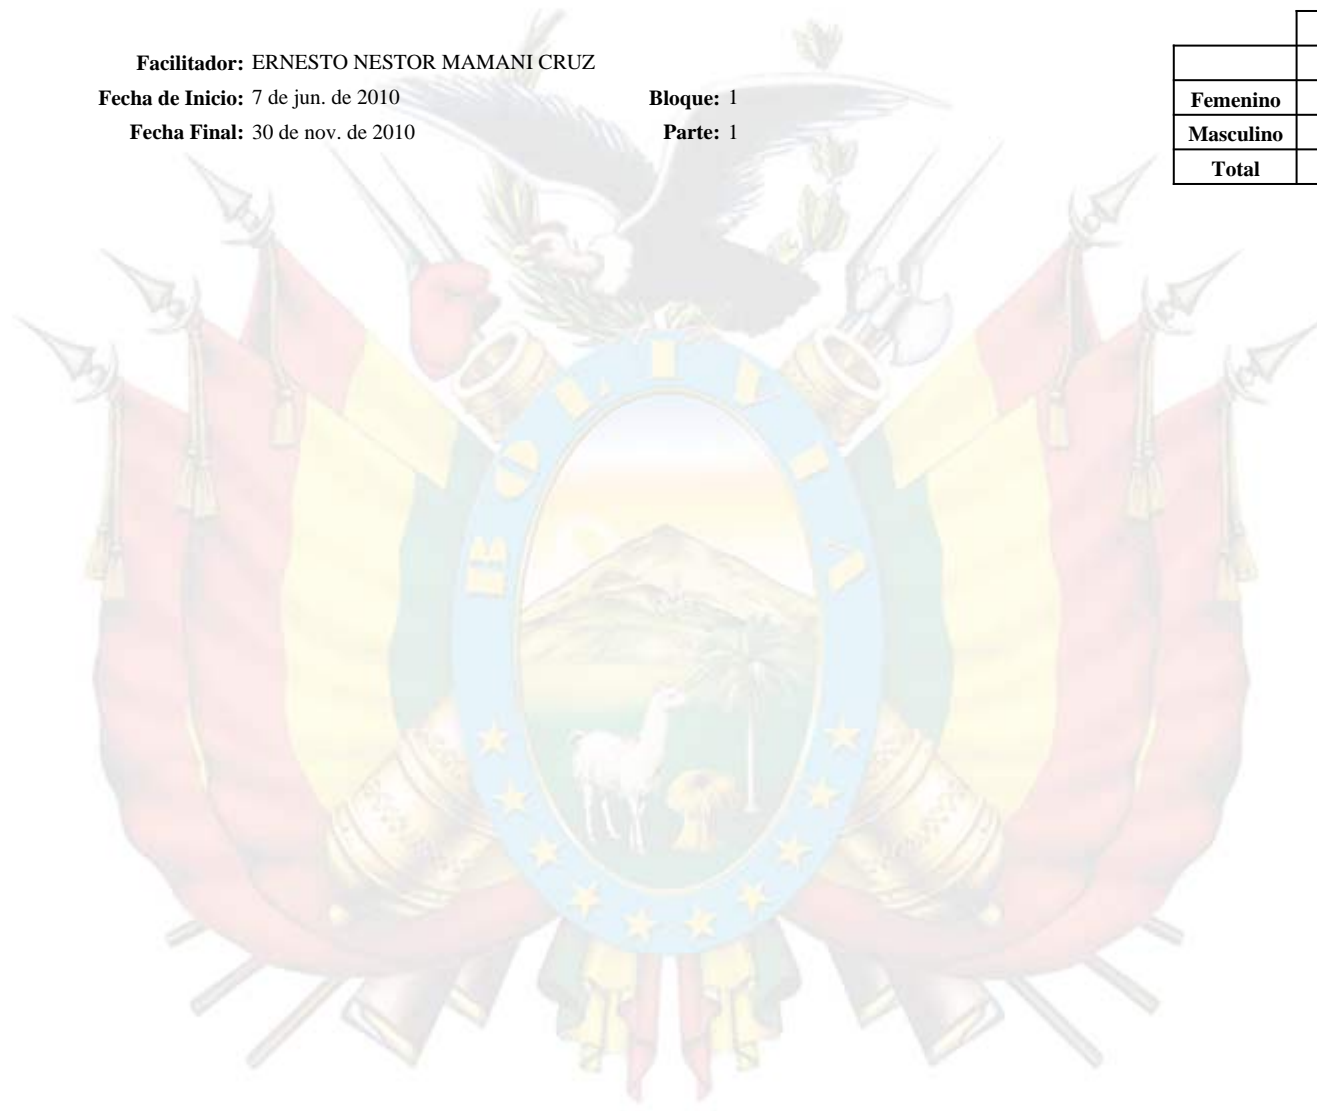 Facilitador: ERNESTO NESTOR MAMANI CRUZ
Fecha de Inicio: 7 de jun. de 2010 Bloque: 1
Fecha Final: 30 de nov. de 2010 Parte: 1
Femenino
Masculino
Total
BOLIVIA